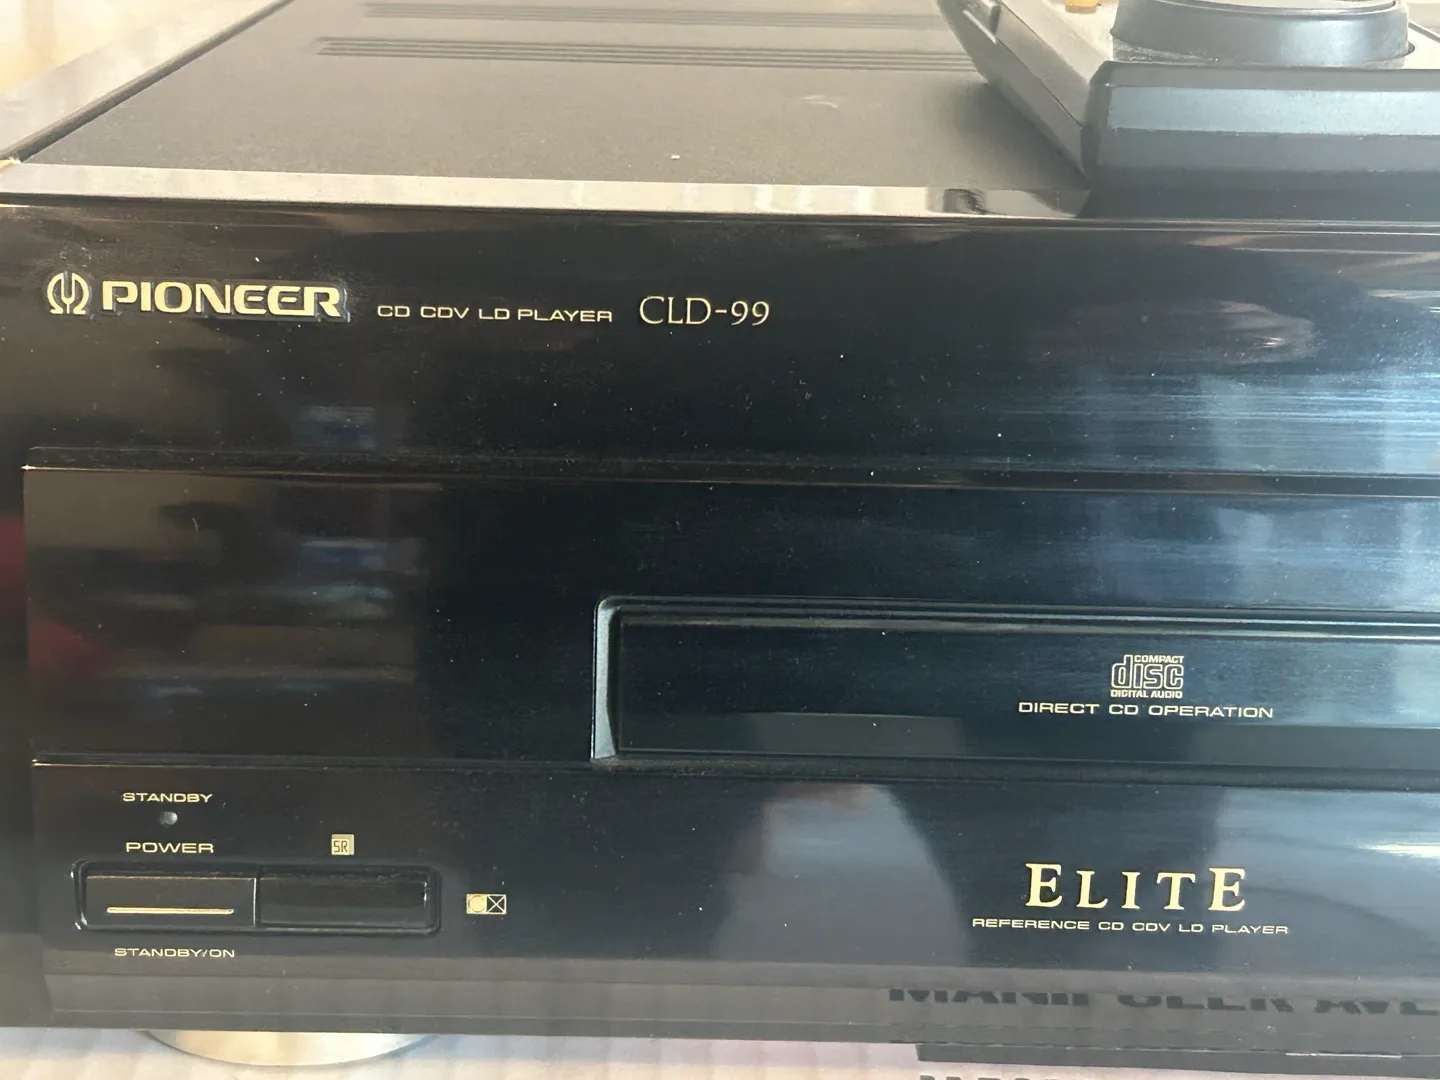 PIONEER CD CDV LD PLAYER CLD-99
COMPACT
disc
DIGITAL AUDIO
DIRECT CD OPERATION
STANDBY
POWER
SR
CX
STANDBY/ON
ELITE
REFERENCE CD CDV LD PLAYER